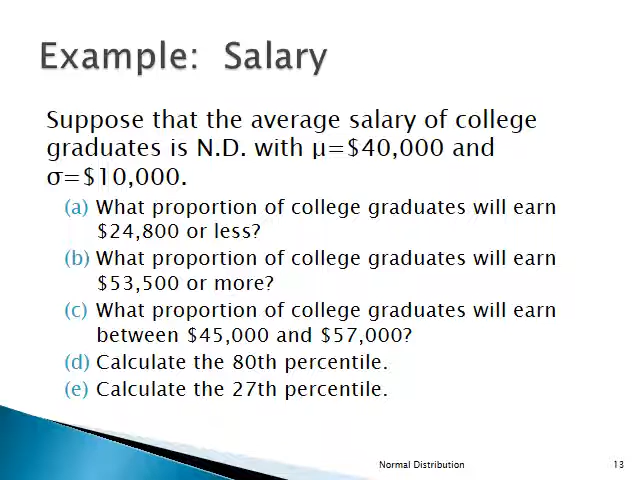 Example:  Salary
Suppose that the average salary of college
graduates is N.D. with μ=$40,000 and
σ=$10,000.
(a) What proportion of college graduates will earn
$24,800 or less?
(b) What proportion of college graduates will earn
$53,500 or more?
(c) What proportion of college graduates will earn
between $45,000 and $57,000?
(d) Calculate the 80th percentile.
(e) Calculate the 27th percentile.
Normal Distribution 13